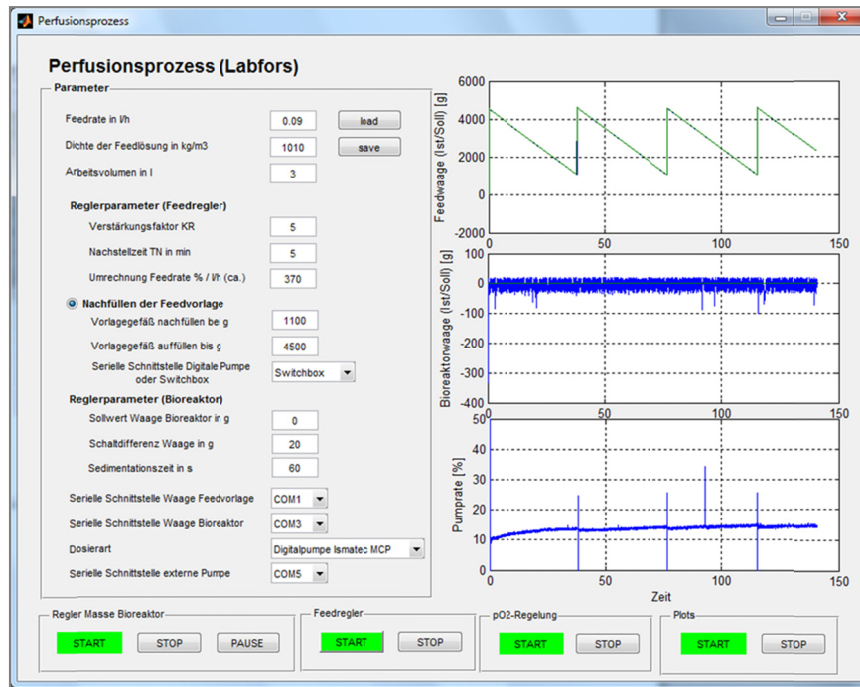 Perfusionsprozess
Perfusionsprozess (Labfors)
Parameter
Feedrate in l/h 0.09 load
Dichte der Feedlösung in kg/m3 1010 save
Arbeitsvolumen in l 3
Reglerparameter (Feedregler)
Verstärkungsfaktor KR 5
Nachstellzeit TN in min 5
Umrechnung Feedrate % / l/h (ca.) 370
Nachfüllen der Feedvorlage
Vorlagegefäß nachfüllen bei g 1100
Vorlagegefäß auffüllen bis g 4500
Serielle Schnittstelle Digitale Pumpe
oder Switchbox
Switchbox
Reglerparameter (Bioreaktor)
Sollwert Waage Bioreaktor in g 0
Schaltdifferenz Waage in g 20
Sedimentationszeit in s 60
Serielle Schnittstelle Waage Feedvorlage COM1
Serielle Schnittstelle Waage Bioreaktor COM3
Dosierart Digitalpumpe Ismatec MCP
Serielle Schnittstelle externe Pumpe COM5
Feedwaage (Ist/Soll) [g]
6000
4000
2000
0
-2000
0 50 100 150
Bioreaktorwaage (Ist/Soll) [g]
100
0
-100
-200
-300
-400
0 50 100 150
Pumprate [%]
50
40
30
20
10
0
0 50 100 150
Zeit
Regler Masse Bioreaktor
START STOP PAUSE
Feedregler
START STOP
pO2-Regelung
START STOP
Plots
START STOP